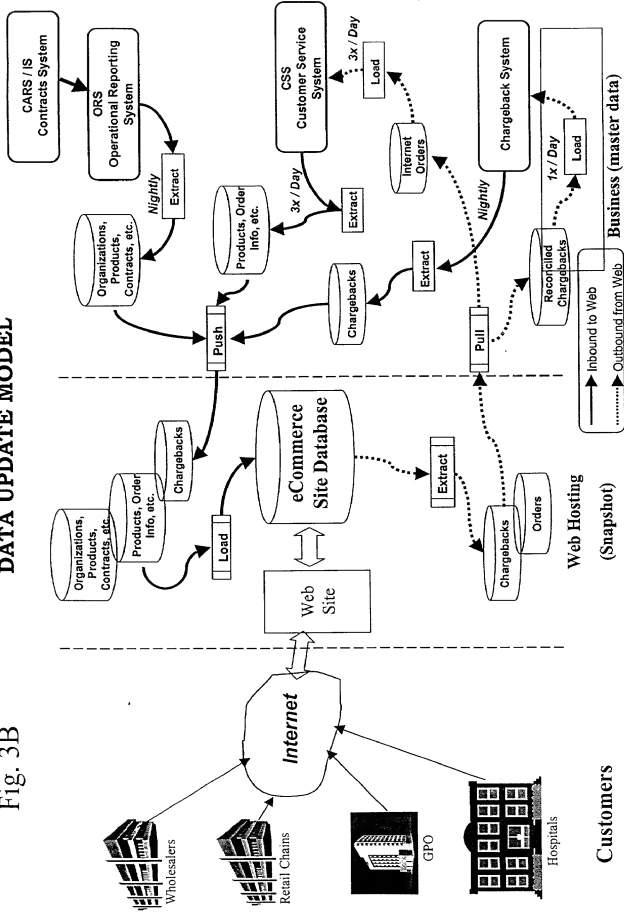 Fig. 3B
DATA UPDATE MODEL
Wholesalers
Retail Chains
GPO
Hospitals
Customers
Internet
Web
Site
Organizations,
Products,
Contracts, etc.
Products, Order
Info, etc.
Chargebacks
Load
eCommerce
Site Database
Extract
Chargebacks
Orders
Web Hosting
(Snapshot)
CARS / IS
Contracts System
ORS
Operational Reporting
System
Nightly
Extract
Organizations,
Products,
Contracts, etc.
Products, Order
Info, etc.
3x / Day
Extract
CSS
Customer Service
System
3x / Day
Load
Internet
Orders
Push
Chargebacks
Extract
Nightly
Chargeback System
Pull
Reconciled
Chargebacks
1x / Day
Load
Business (master data)
Inbound to Web
Outbound from Web